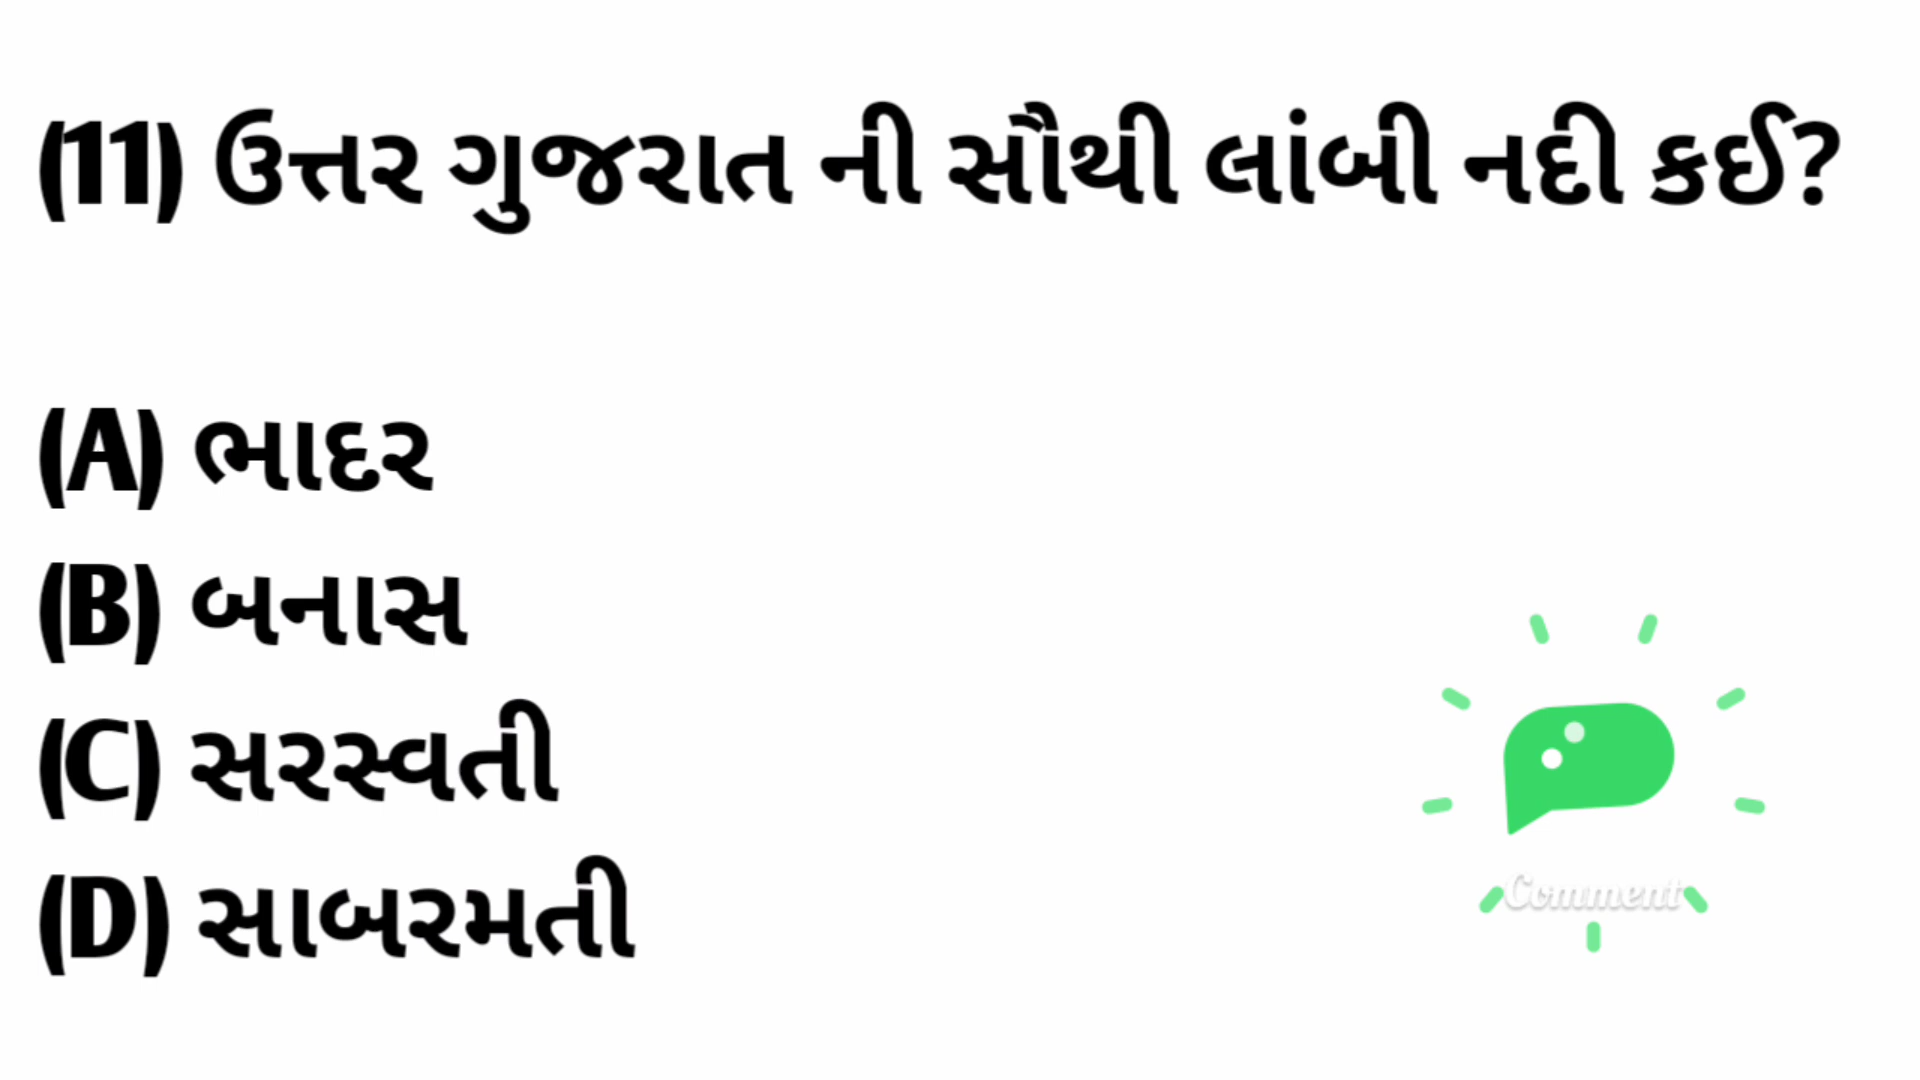 (11) ઉત્તર ગુજરાત ની સૌથી લાંબી નદી કઈ?
(A) ભાદર
(B) બનાસ
(C) સરસ્વતી
(D) સાબરમતી
Comment